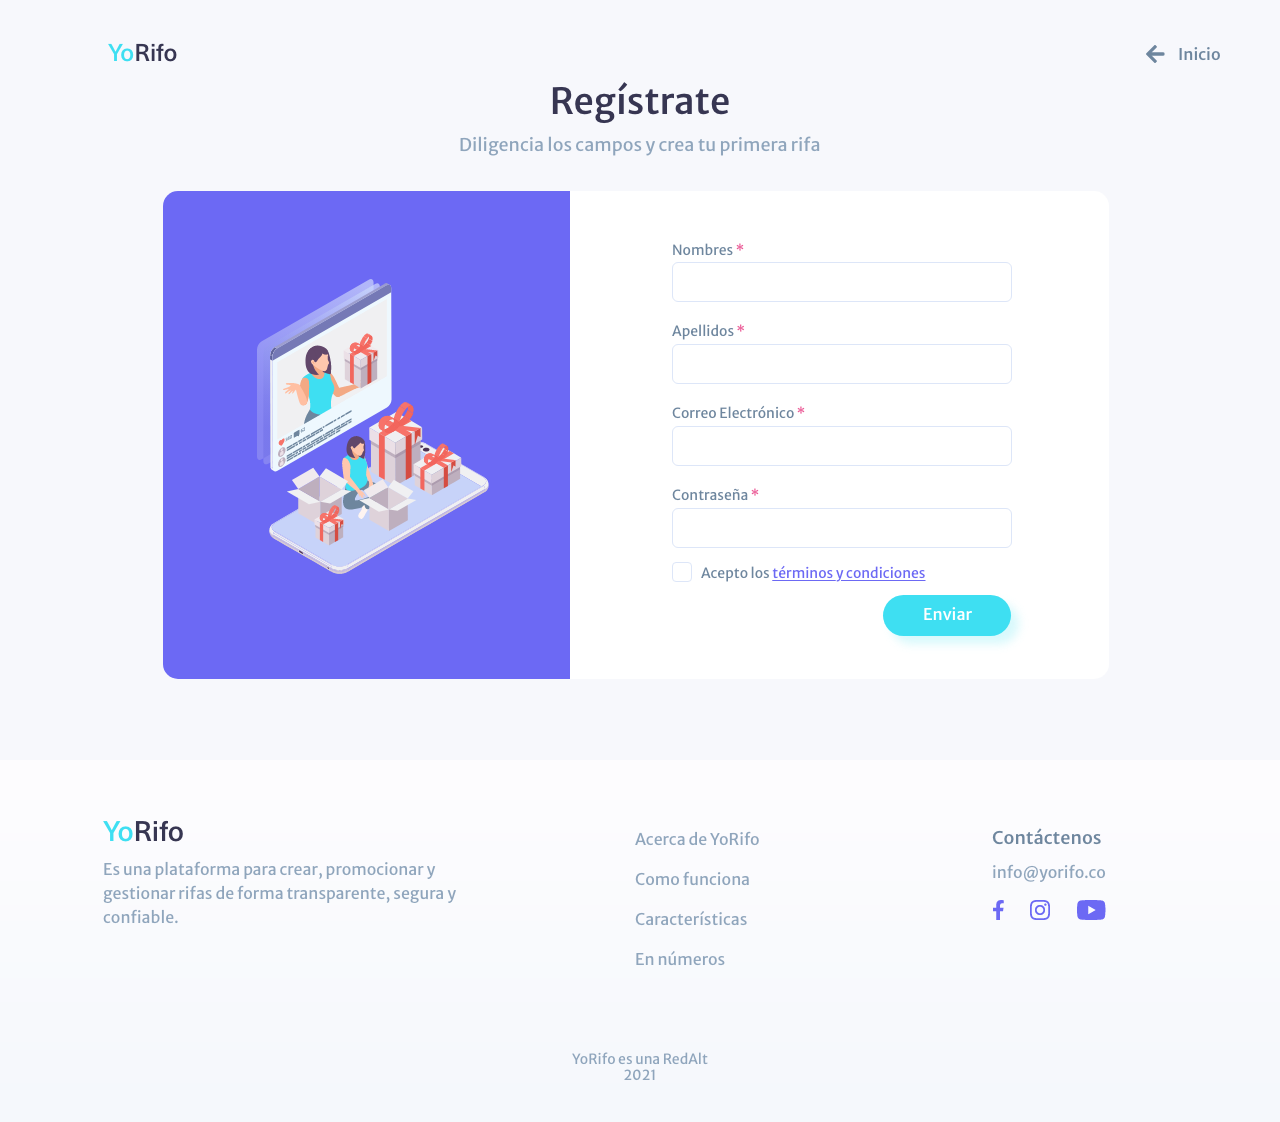 YoRifo
Inicio
Regístrate
Diligencia los campos y crea tu primera rifa
Nombres *
Apellidos *
Correo Electrónico *
Contraseña *
Acepto los términos y condiciones
Enviar
YoRifo
Es una plataforma para crear, promocionar y
gestionar rifas de forma transparente, segura y
confiable.
Acerca de YoRifo
Como funciona
Características
En números
Contáctenos
info@yorifo.co
YoRifo es una RedAlt
2021